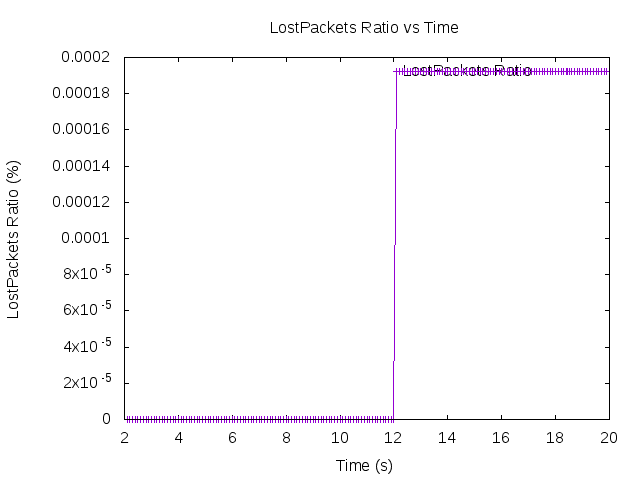 LostPackets Ratio vs Time
0.0002
0.00018
0.00016
0.00014
0.00012
0.0001
8x10^-5
6x10^-5
4x10^-5
2x10^-5
0
LostPackets Ratio (%)
LostPackets Ratio
2 4 6 8 10 12 14 16 18 20
Time (s)